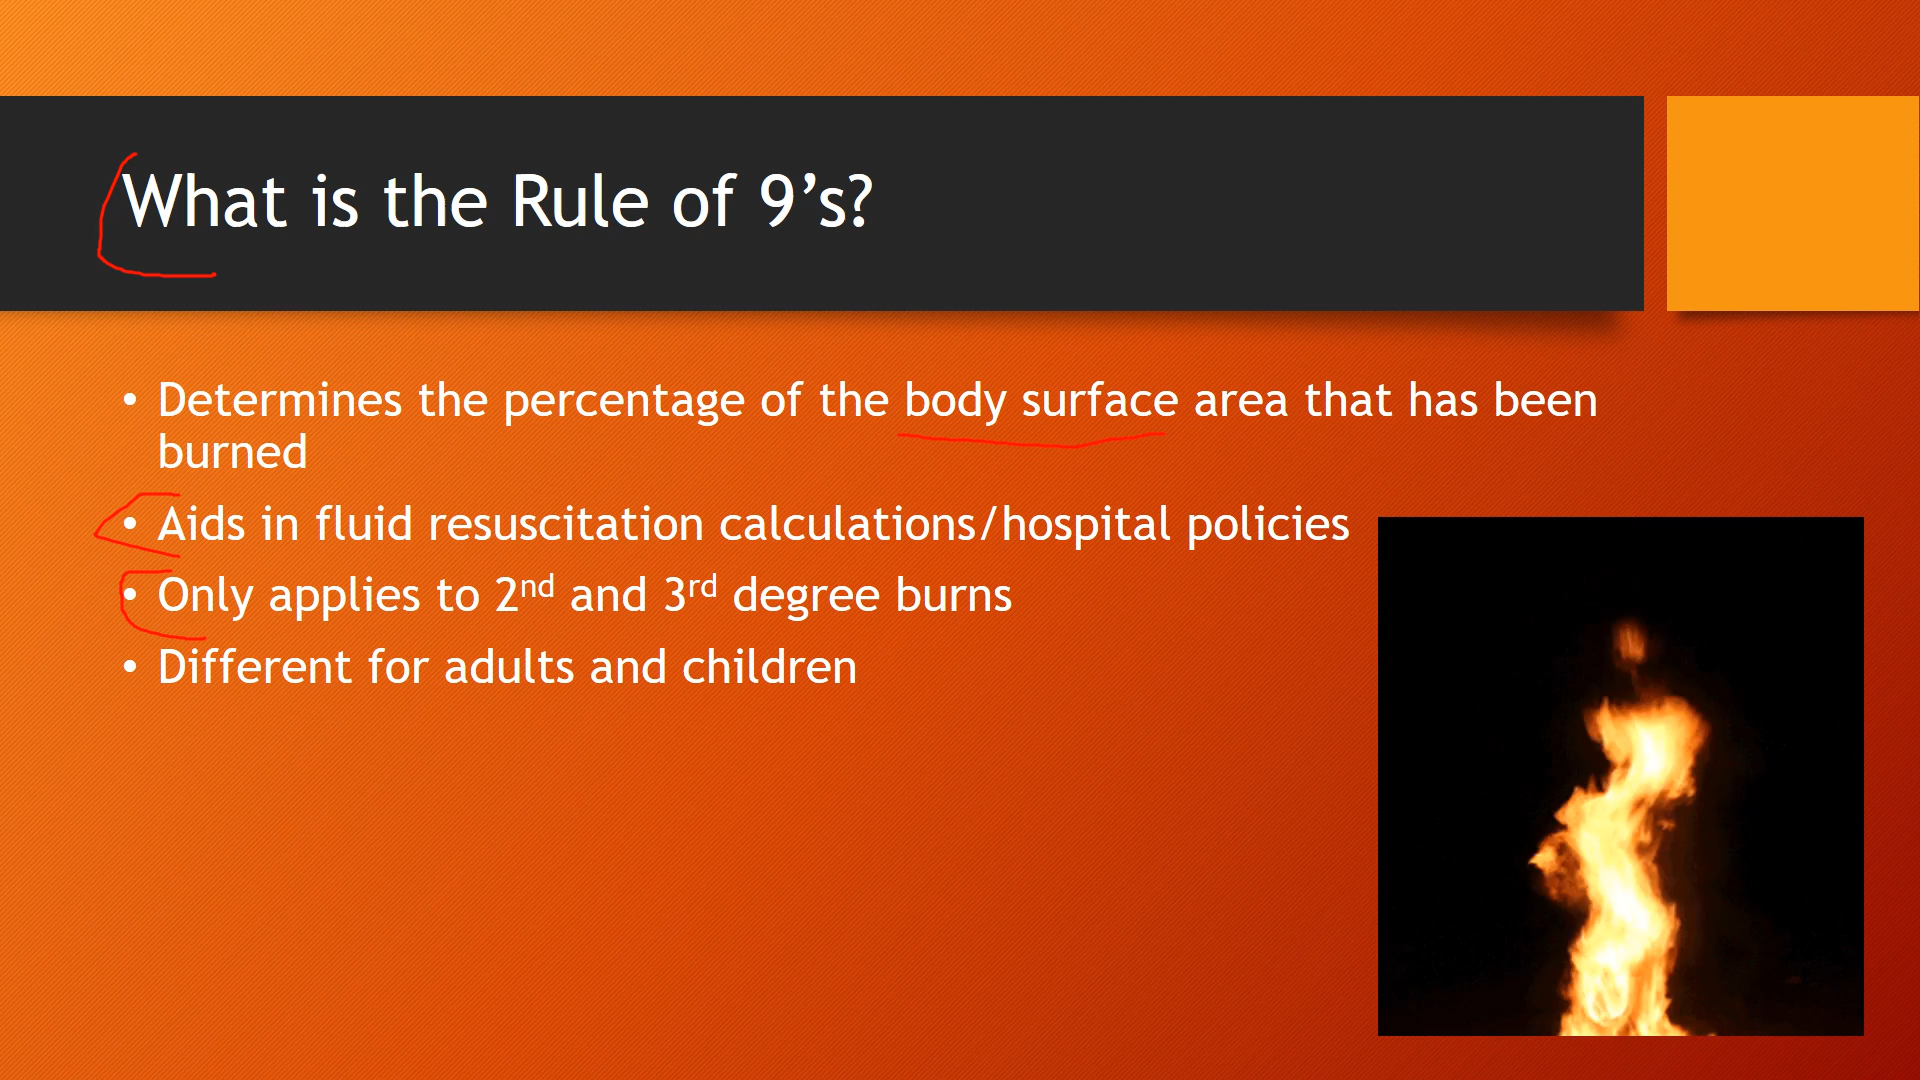 What is the Rule of 9’s?
• Determines the percentage of the body surface area that has been
burned
• Aids in fluid resuscitation calculations/hospital policies
• Only applies to 2nd and 3rd degree burns
• Different for adults and children